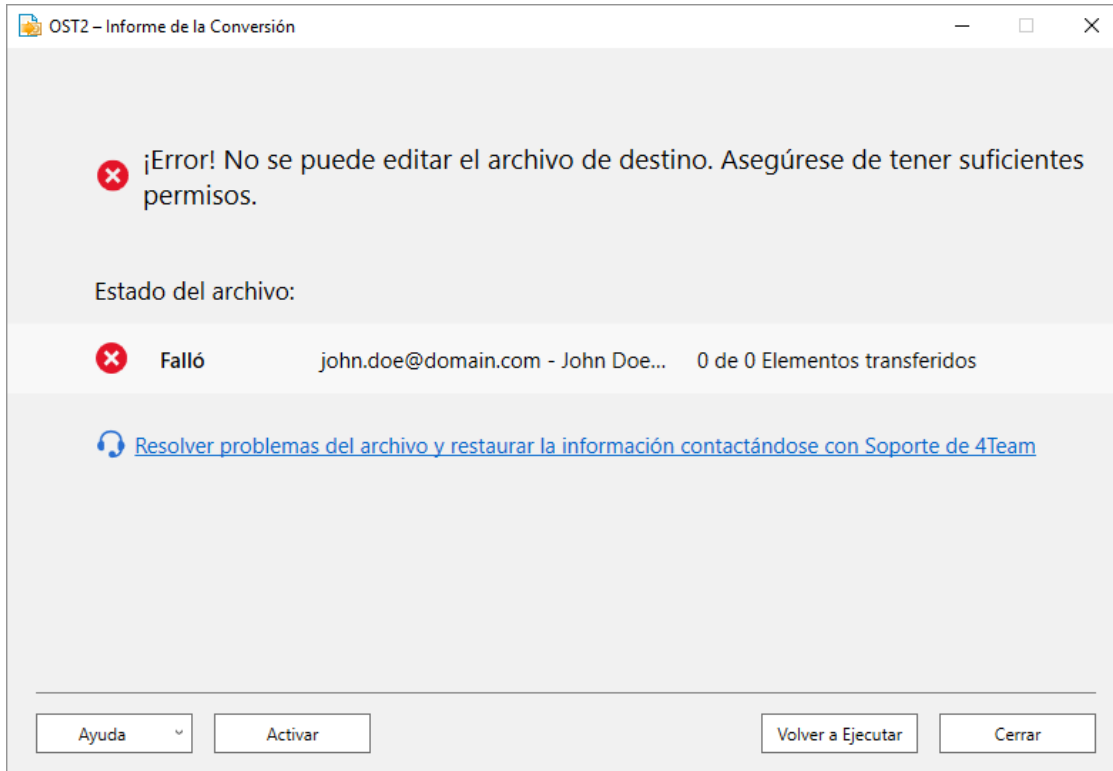 OST2 – Informe de la Conversión
¡Error! No se puede editar el archivo de destino. Asegúrese de tener suficientes
permisos.
Estado del archivo:
Falló john.doe@domain.com - John Doe... 0 de 0 Elementos transferidos
Resolver problemas del archivo y restaurar la información contactándose con Soporte de 4Team
Ayuda Activar Volver a Ejecutar Cerrar